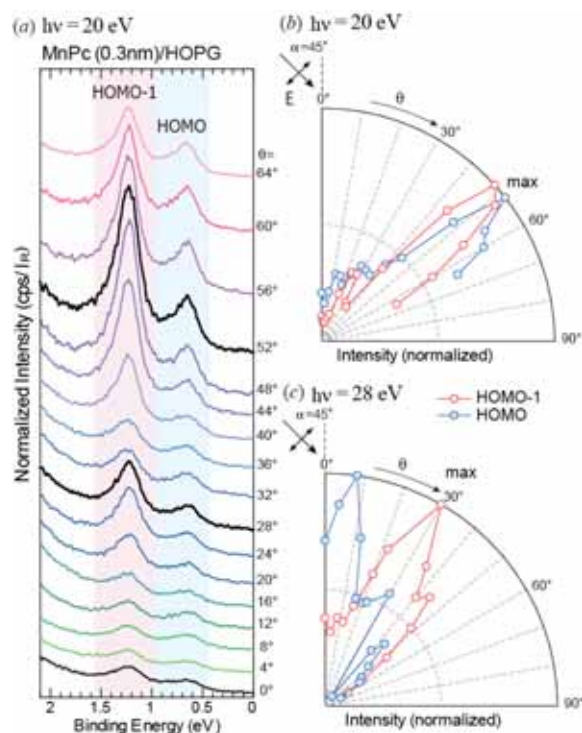 (a) hν = 20 eV
MnPc (0.3nm)/HOPG
HOMO-1
HOMO
θ=
64°
60°
56°
52°
48°
44°
40°
36°
32°
28°
24°
20°
16°
12°
8°
4°
0°
Normalized Intensity (cps/ IR)
2 1.5 1 0.5 0
Binding Energy (eV)
(b) hν = 20 eV
α=45°
E
0°
θ
30°
max
60°
90°
Intensity (normalized)
(c) hν = 28 eV
HOMO-1
HOMO
α=45°
0°
θ
max
30°
60°
90°
Intensity (normalized)